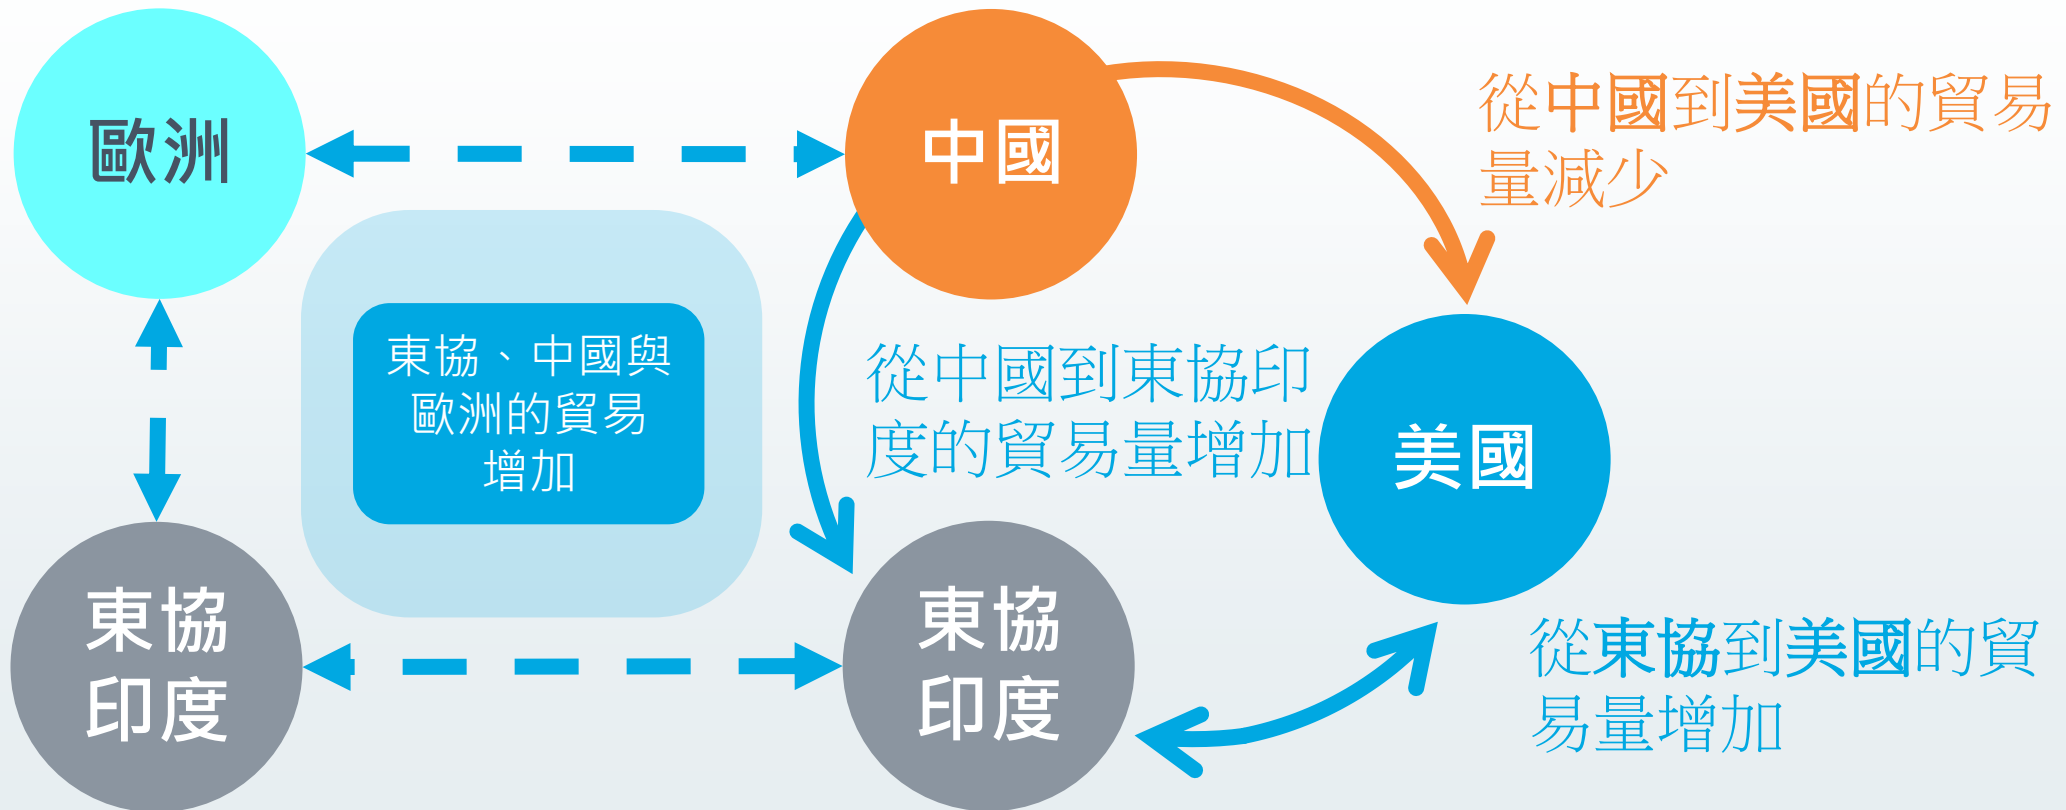 歐洲
中國
從中國到美國的貿易
量減少
東協、中國與
歐洲的貿易
增加
從中國到東協印
度的貿易量增加
美國
東協
印度
東協
印度
從東協到美國的貿
易量增加